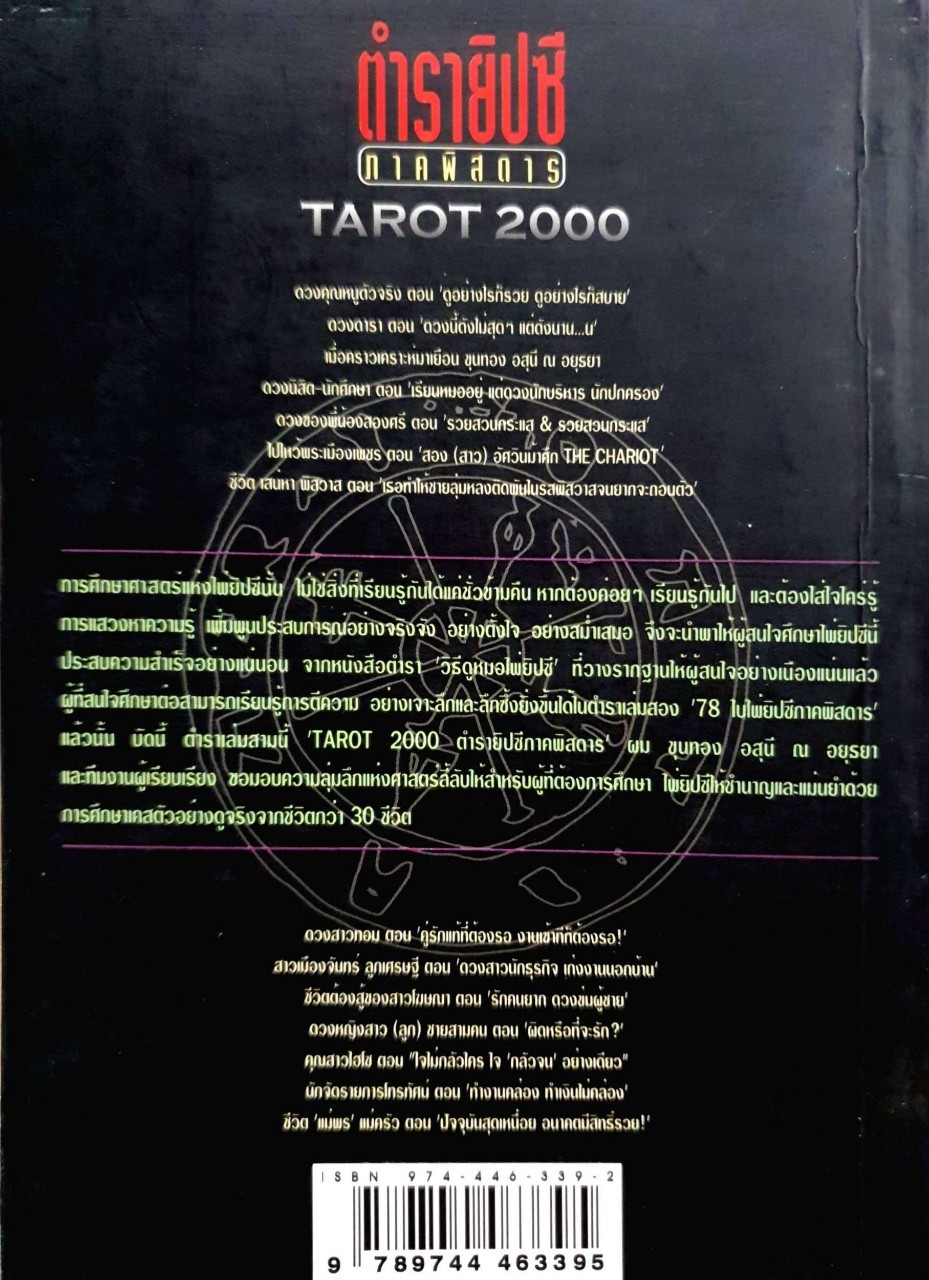 ตำรายิปซี
ภาคพิสดาร
TAROT 2000
ดวงคุณหนูตัวจริง ตอน 'ดูอย่างไรก็รวย ดูอย่างไรก็สบาย'
ดวงดารา ตอน 'ดวงนี้ดังไม่สุดๆ แต่ดังนาน...น'
เมื่อคราวเคราะห์มาเยือน ขุนทอง อสุนี ณ อยุธยา
ดวงนิสิต-นักศึกษา ตอน 'เรียนหมออยู่ แต่ดวงนักบริหาร นักปกครอง'
ดวงของพี่น้องสองศรี ตอน 'รวยสวนกระแส & รวยสวนกระแส'
ไปไหว้พระเมืองเพชร ตอน 'สอง (สาว) อัศวินม้าศึก THE CHARIOT'
ชีวิต เสน่หา พิศวาส ตอน 'เธอทำให้ชายลุ่มหลงติดพันในรสพิศวาสจนยากจะถอนตัว'
การศึกษาศาสตร์แห่งไพ่ยิปซีนั้น ไม่ใช่สิ่งที่เรียนรู้กันได้แค่ชั่วข้ามคืน หากต้องค่อยๆ เรียนรู้กันไป และต้องใส่ใจใคร่รู้
การแสวงหาความรู้ เพิ่มพูนประสบการณ์อย่างจริงจัง อย่างตั้งใจ อย่างสม่ำเสมอ จึงจะนำพาให้ผู้สนใจศึกษาไพ่ยิปซีนี้
ประสบความสำเร็จอย่างแน่นอน จากหนังสือตำรา 'วิธีดูหมอไพ่ยิปซี' ที่วางรากฐานให้ผู้สนใจอย่างเนืองแน่นแล้ว
ผู้ที่สนใจศึกษาต่อสามารถเรียนรู้การตีความ อย่างเจาะลึกและลึกซึ้งยิ่งขึ้นได้ในตำราเล่มสอง '78 ใบไพ่ยิปซีภาคพิสดาร'
แล้วนั้น บัดนี้ ตำราเล่มสามนี้ 'TAROT 2000 ตำรายิปซีภาคพิสดาร' ผม ขุนทอง อสุนี ณ อยุธยา
และทีมงานผู้เรียบเรียง ขอมอบความลุ่มลึกแห่งศาสตร์ลี้ลับให้สำหรับผู้ที่ต้องการศึกษา ไพ่ยิปซีให้ชำนาญและแม่นยำด้วย
การศึกษาเคสตัวอย่างดูจริงจากชีวิตกว่า 30 ชีวิต
ดวงสาวทอม ตอน 'คู่รักแท้ที่ต้องรอ งานเข้าที่ก็ต้องรอ!'
สาวเมืองจันทร์ ลูกเศรษฐี ตอน 'ดวงสาวนักธุรกิจ เก่งงานนอกบ้าน'
ชีวิตต้องสู้ของสาวโฆษณา ตอน 'รักคนยาก ดวงข่มผู้ชาย'
ดวงหญิงสาว (ลูก) ชายสามคน ตอน 'ผิดหรือที่จะรัก?'
คุณสาวไฮโซ ตอน "ใจไม่กลัวใคร ใจ 'กลัวจน' อย่างเดียว"
นักจัดรายการโทรทัศน์ ตอน 'ทำงานคล่อง ทำเงินไม่คล่อง'
ชีวิต 'แม่พร' แม่ครัว ตอน 'ปัจจุบันสุดเหนื่อย อนาคตมีสิทธิ์รวย!'
ISBN 974-446-339-2
9 789744 463395